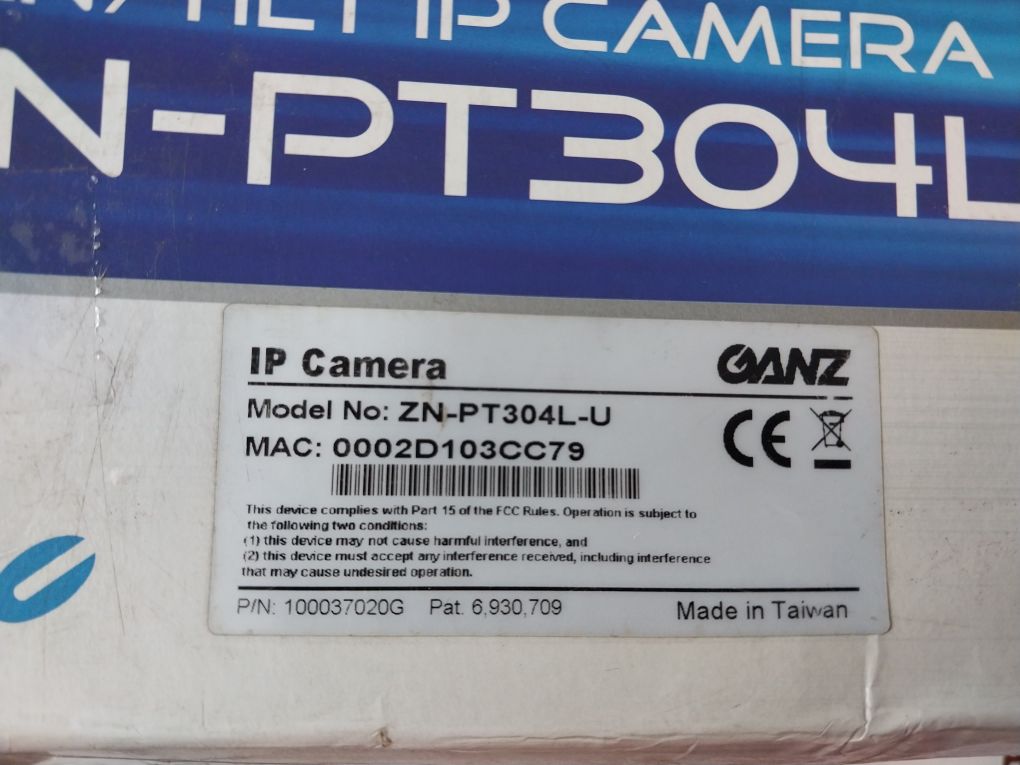 IP CAMERA
N-PT304L
IP Camera
GANZ
Model No: ZN-PT304L-U
MAC: 0002D103CC79
CE
This device complies with Part 15 of the FCC Rules. Operation is subject to
the following two conditions:
(1) this device may not cause harmful interference, and
(2) this device must accept any interference received, including interference
that may cause undesired operation.
P/N: 100037020G Pat. 6,930,709
Made in Taiwan